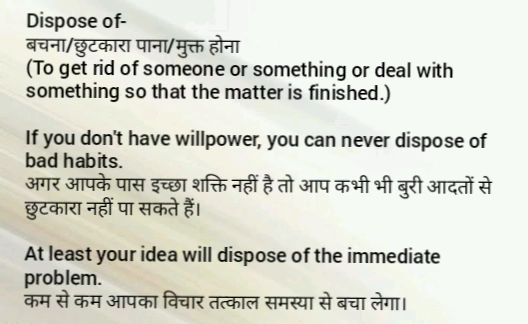 Dispose of-
बचना/छुटकारा पाना/मुक्त होना
(To get rid of someone or something or deal with
something so that the matter is finished.)
If you don't have willpower, you can never dispose of
bad habits.
अगर आपके पास इच्छा शक्ति नहीं है तो आप कभी भी बुरी आदतों से
छुटकारा नहीं पा सकते हैं।
At least your idea will dispose of the immediate
problem.
कम से कम आपका विचार तत्काल समस्या से बचा लेगा।